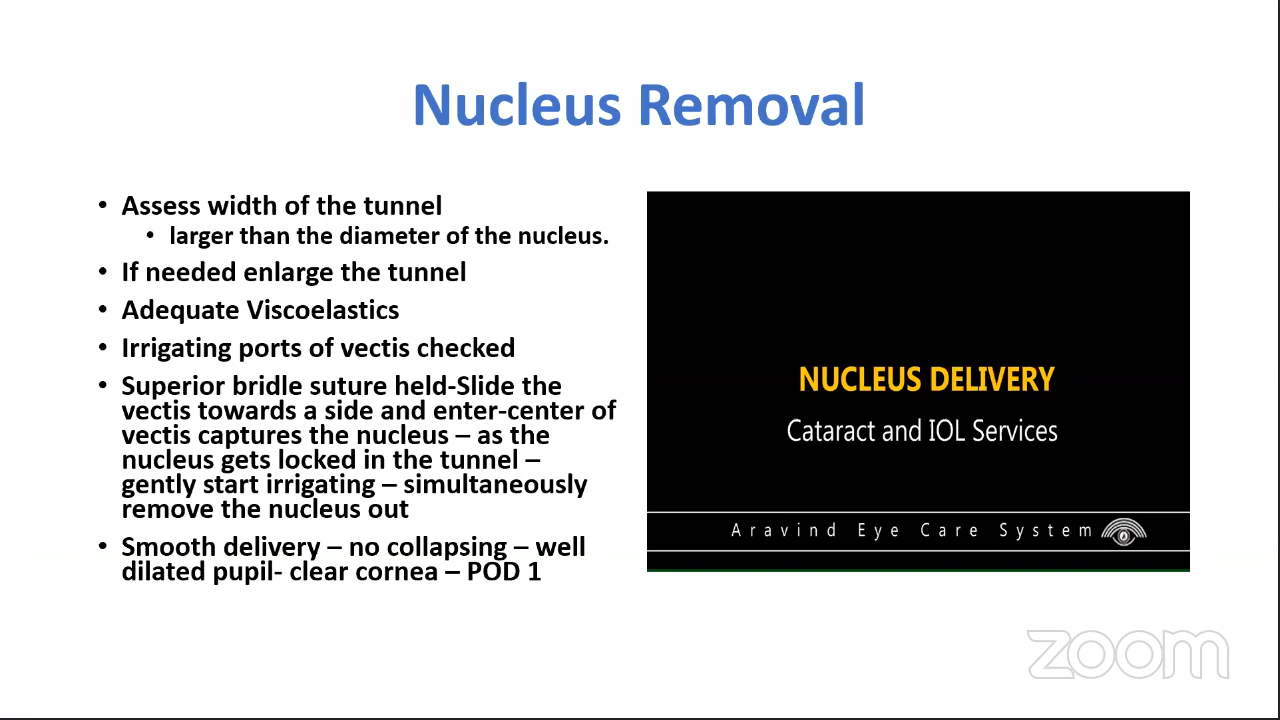 Nucleus Removal
• Assess width of the tunnel
• larger than the diameter of the nucleus.
• If needed enlarge the tunnel
• Adequate Viscoelastics
• Irrigating ports of vectis checked
• Superior bridle suture held-Slide the
vectis towards a side and enter-center of
vectis captures the nucleus – as the
nucleus gets locked in the tunnel –
gently start irrigating – simultaneously
remove the nucleus out
• Smooth delivery – no collapsing – well
dilated pupil- clear cornea – POD 1
NUCLEUS DELIVERY
Cataract and IOL Services
Aravind Eye Care System
zoom